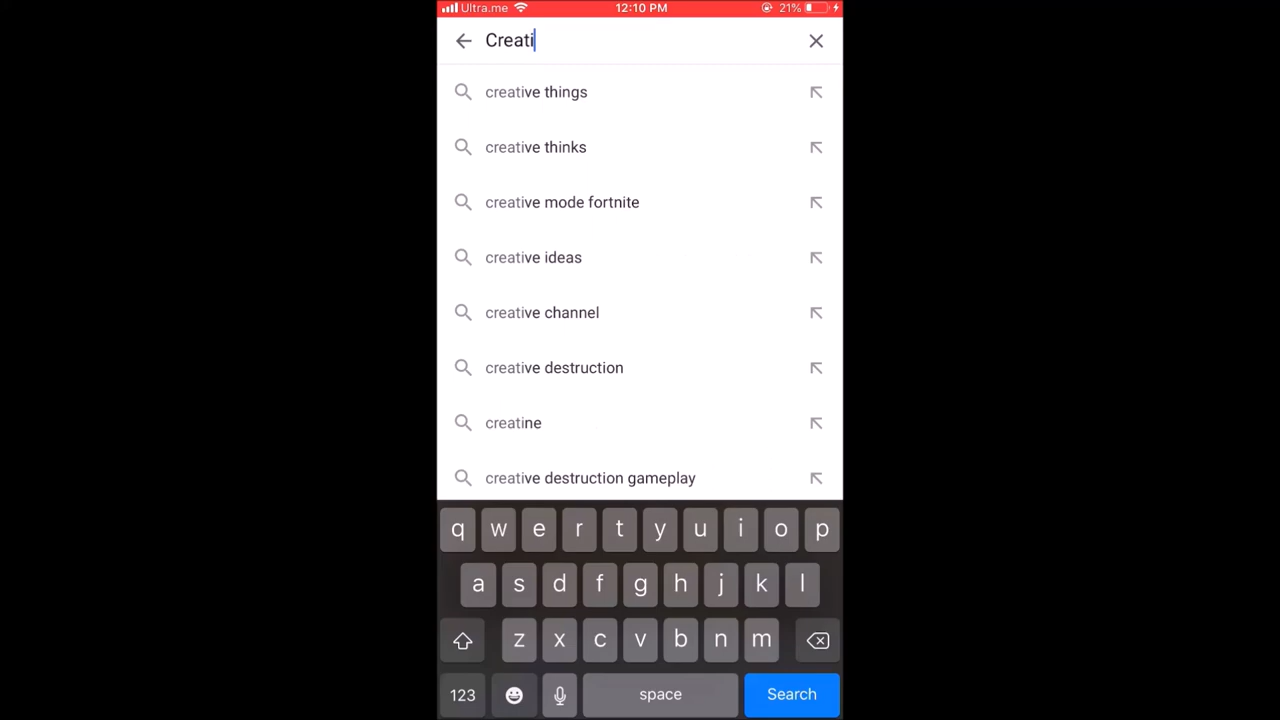 Ultra.me 12:10 PM 21%
Creati
creative things
creative thinks
creative mode fortnite
creative ideas
creative channel
creative destruction
creatine
creative destruction gameplay
q w e r t y u i o p
a s d f g h j k l
z x c v b n m
123 space Search